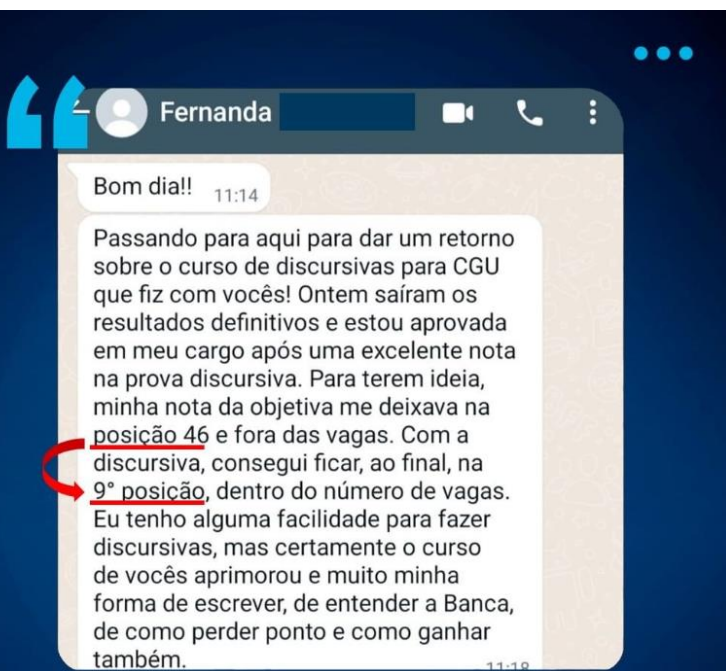 Fernanda
Bom dia!! 11:14
Passando para aqui para dar um retorno
sobre o curso de discursivas para CGU
que fiz com vocês! Ontem saíram os
resultados definitivos e estou aprovada
em meu cargo após uma excelente nota
na prova discursiva. Para terem ideia,
minha nota da objetiva me deixava na
posição 46 e fora das vagas. Com a
discursiva, consegui ficar, ao final, na
9° posição, dentro do número de vagas.
Eu tenho alguma facilidade para fazer
discursivas, mas certamente o curso
de vocês aprimorou e muito minha
forma de escrever, de entender a Banca,
de como perder ponto e como ganhar
também. 11:18